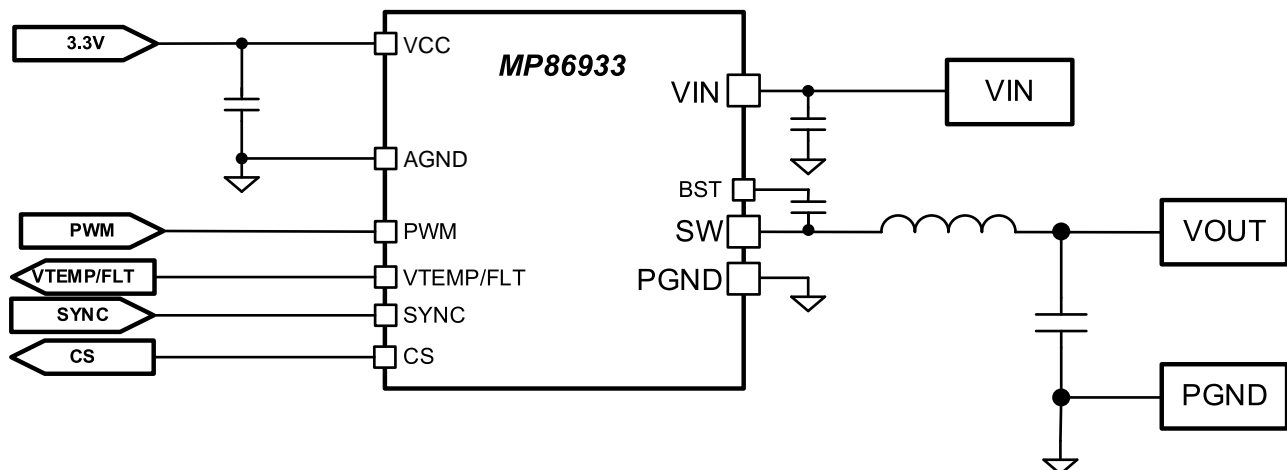 3.3V
VCC
MP86933
VIN
VIN
AGND
BST
PWM
PWM
SW
VOUT
VTEMP/FLT
VTEMP/FLT
PGND
SYNC
SYNC
CS
CS
PGND